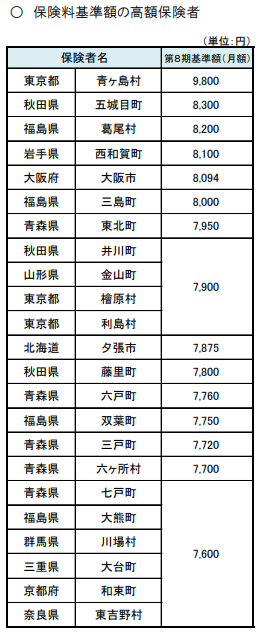 ○ 保険料基準額の高額保険者
（単位：円）
保険者名 第8期基準額（月額）
東京都 青ヶ島村 9,800
秋田県 五城目町 8,300
福島県 葛尾村 8,200
岩手県 西和賀町 8,100
大阪府 大阪市 8,094
福島県 三島町 8,000
青森県 東北町 7,950
秋田県 井川町
山形県 金山町
7,900
東京都 檜原村
東京都 利島村
北海道 夕張市 7,875
秋田県 藤里町 7,800
青森県 六戸町 7,760
福島県 双葉町 7,750
青森県 三戸町 7,720
青森県 六ヶ所村 7,700
青森県 七戸町
福島県 大熊町
群馬県 川場村
7,600
三重県 大台町
京都府 和束町
奈良県 東吉野村